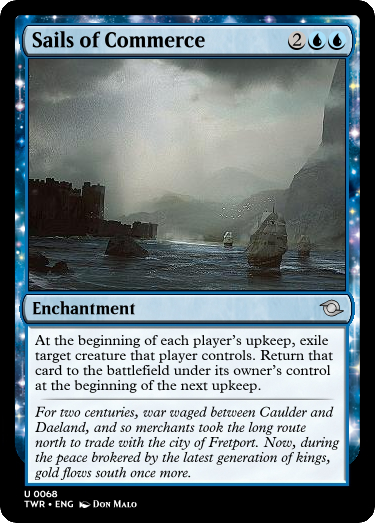 Sails of Commerce 2
Enchantment
At the beginning of each player's upkeep, exile
target creature that player controls. Return that
card to the battlefield under its owner's control
at the beginning of the next upkeep.
For two centuries, war waged between Caulder and
Daeland, and so merchants took the long route
north to trade with the city of Fretport. Now, during
the peace brokered by the latest generation of kings,
gold flows south once more.
U 0068
TWR • ENG Don Malo